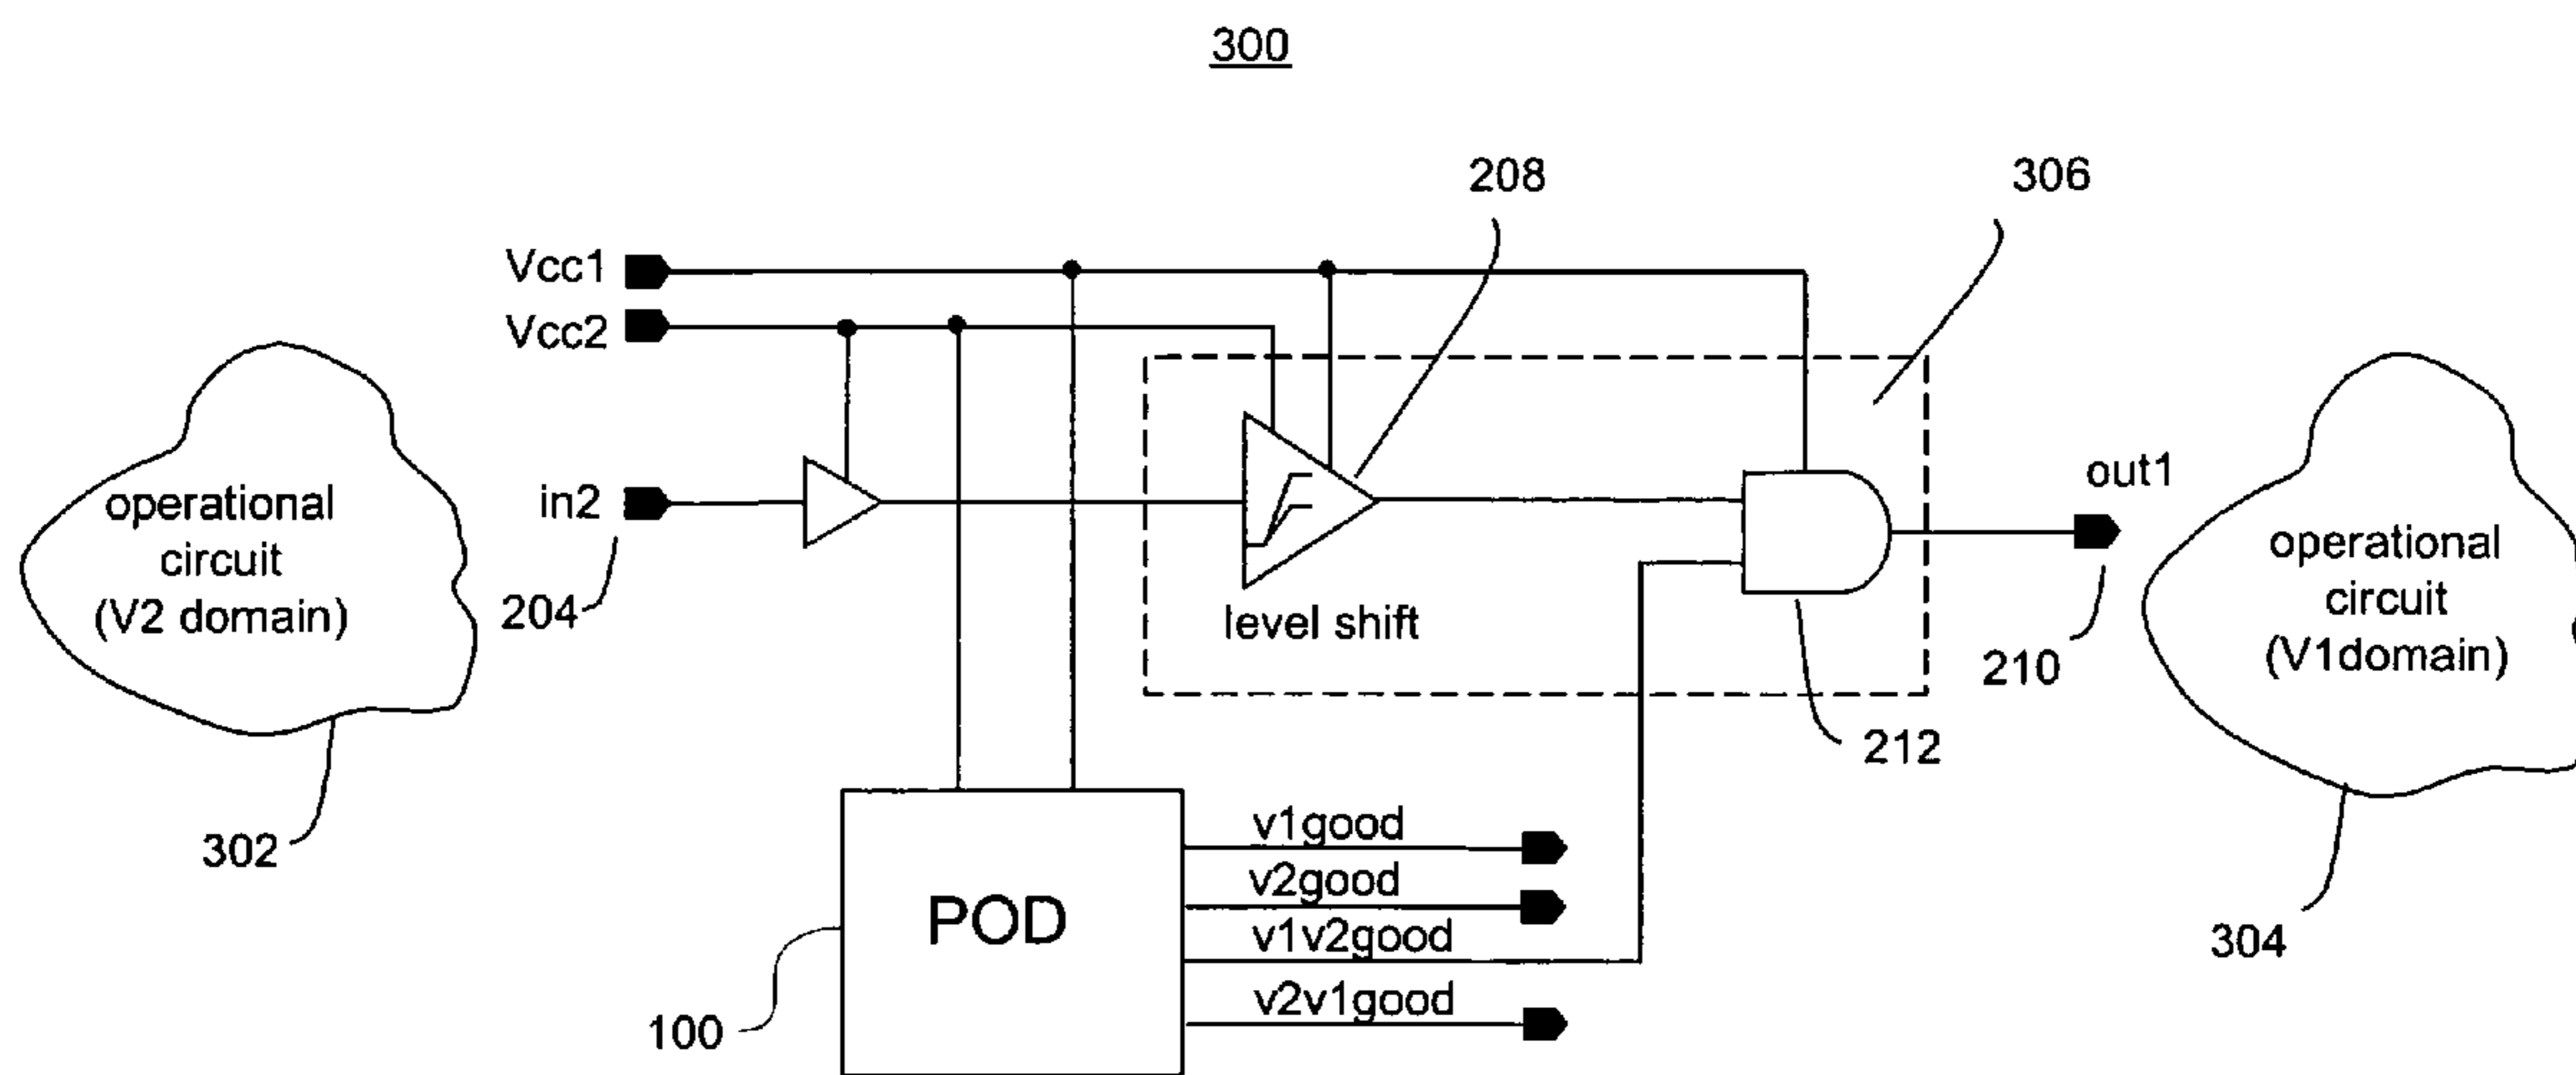 300
208
306
Vcc1
Vcc2
in2
204
operational
circuit
(V2 domain)
302
level shift
out1
210
212
operational
circuit
(V1domain)
304
POD
100
v1good
v2good
v1v2good
v2v1good